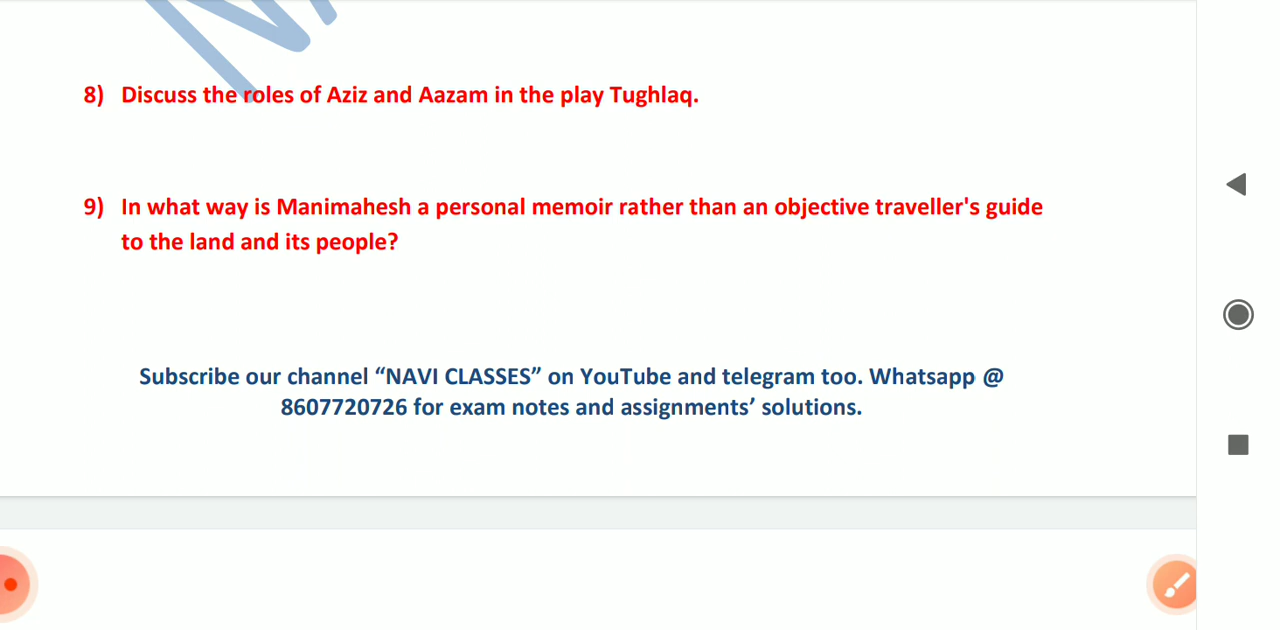 8) Discuss the roles of Aziz and Aazam in the play Tughlaq.
9) In what way is Manimahesh a personal memoir rather than an objective traveller's guide
to the land and its people?
Subscribe our channel “NAVI CLASSES” on YouTube and telegram too. Whatsapp @
8607720726 for exam notes and assignments’ solutions.